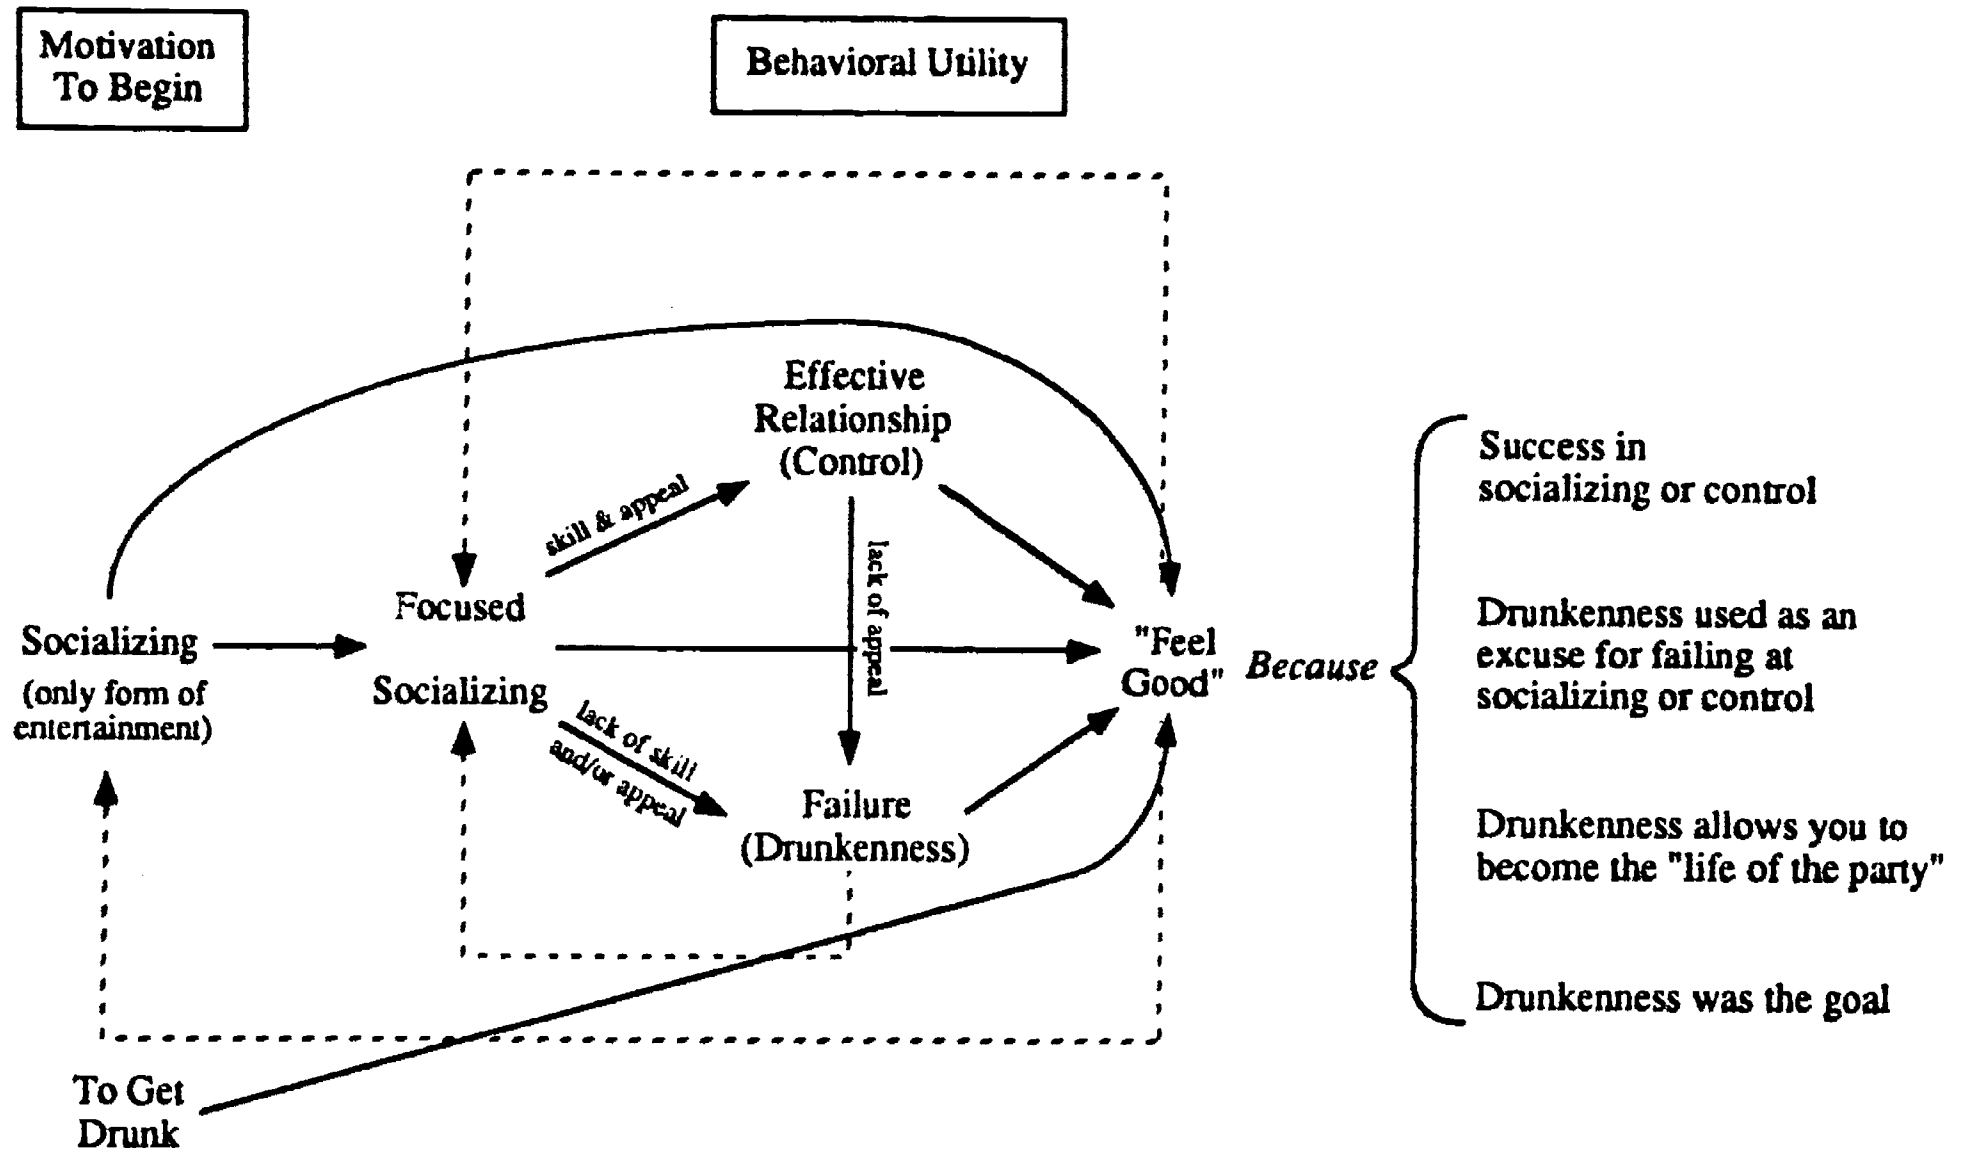 Motivation
To Begin
Behavioral Utility
Effective
Relationship
(Control)
skill & appeal
lack of appeal
Focused
Socializing
Socializing
(only form of
entertainment)
lack of skill
and/or appeal
Failure
(Drunkenness)
"Feel
Good"
Because
Success in
socializing or control
Drunkenness used as an
excuse for failing at
socializing or control
Drunkenness allows you to
become the "life of the party"
Drunkenness was the goal
To Get
Drunk